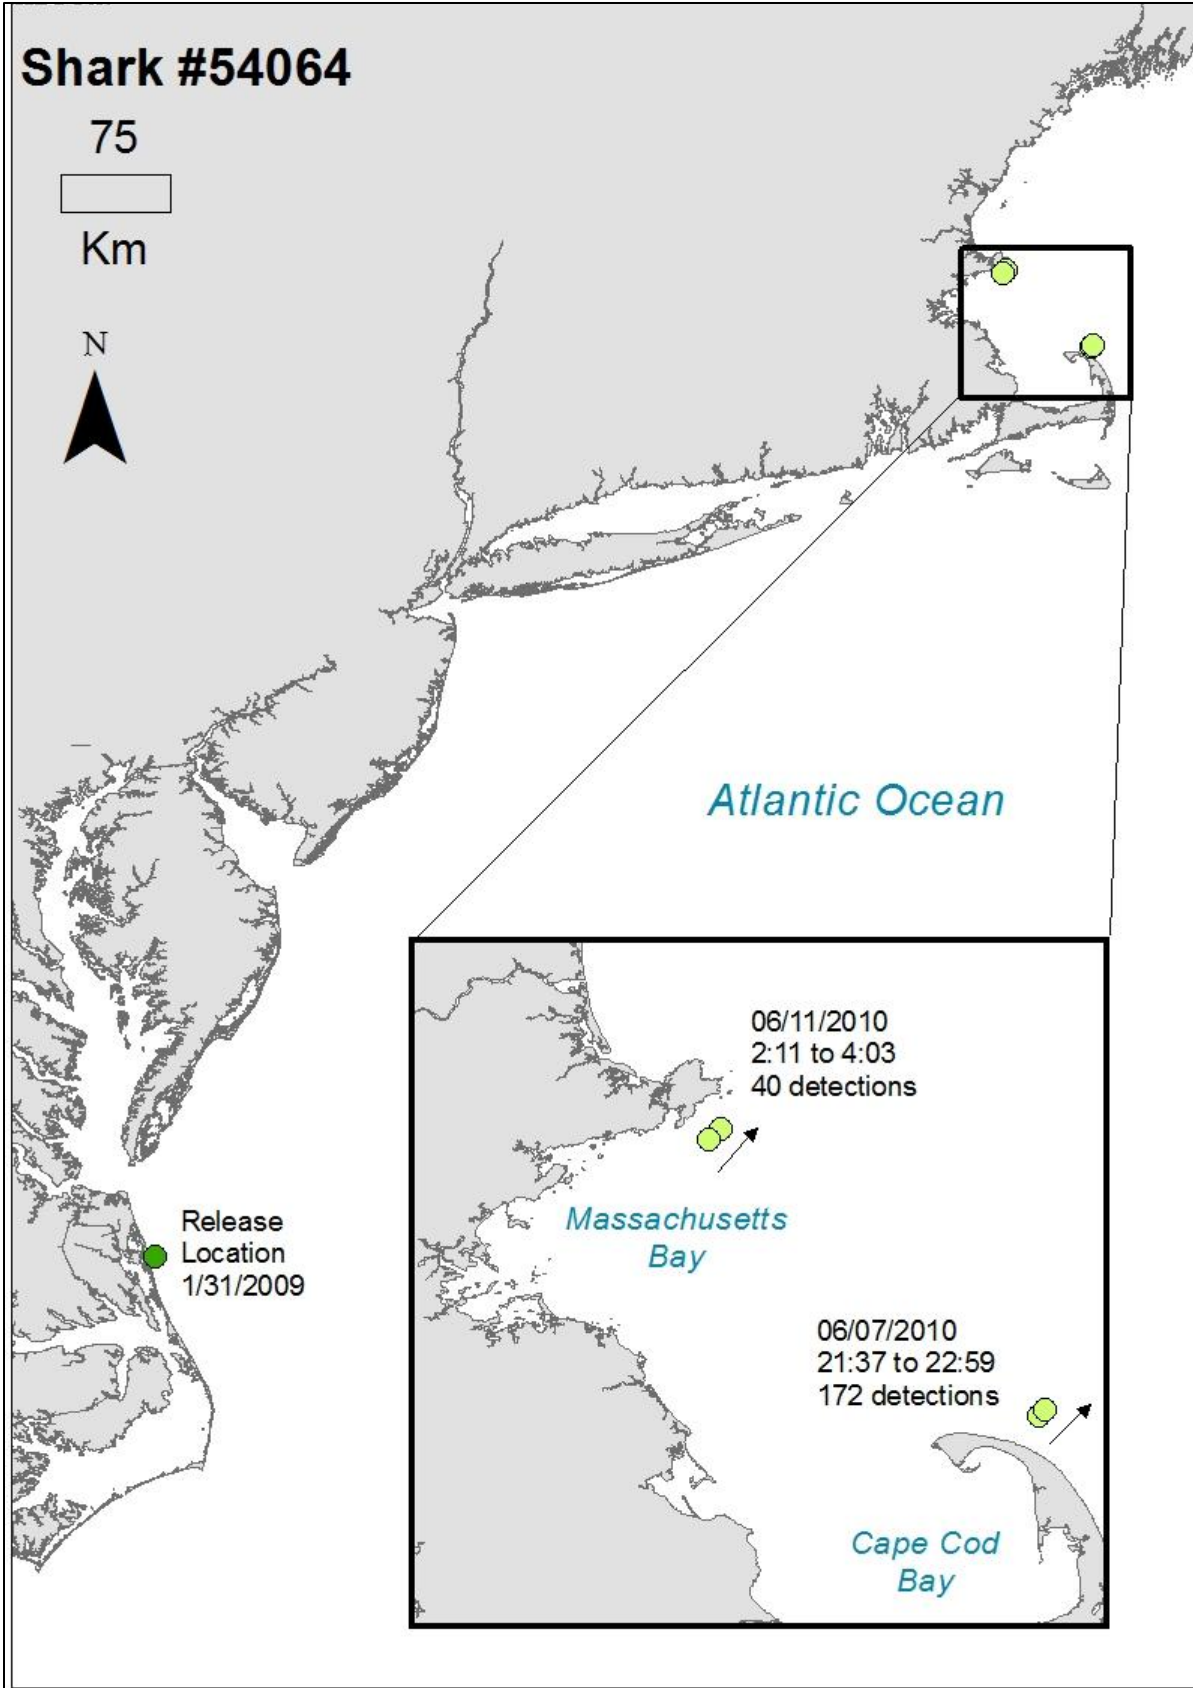 Shark #54064
75
Km
N
Atlantic Ocean
06/11/2010
2:11 to 4:03
40 detections
Massachusetts
Bay
Release
Location
1/31/2009
06/07/2010
21:37 to 22:59
172 detections
Cape Cod
Bay